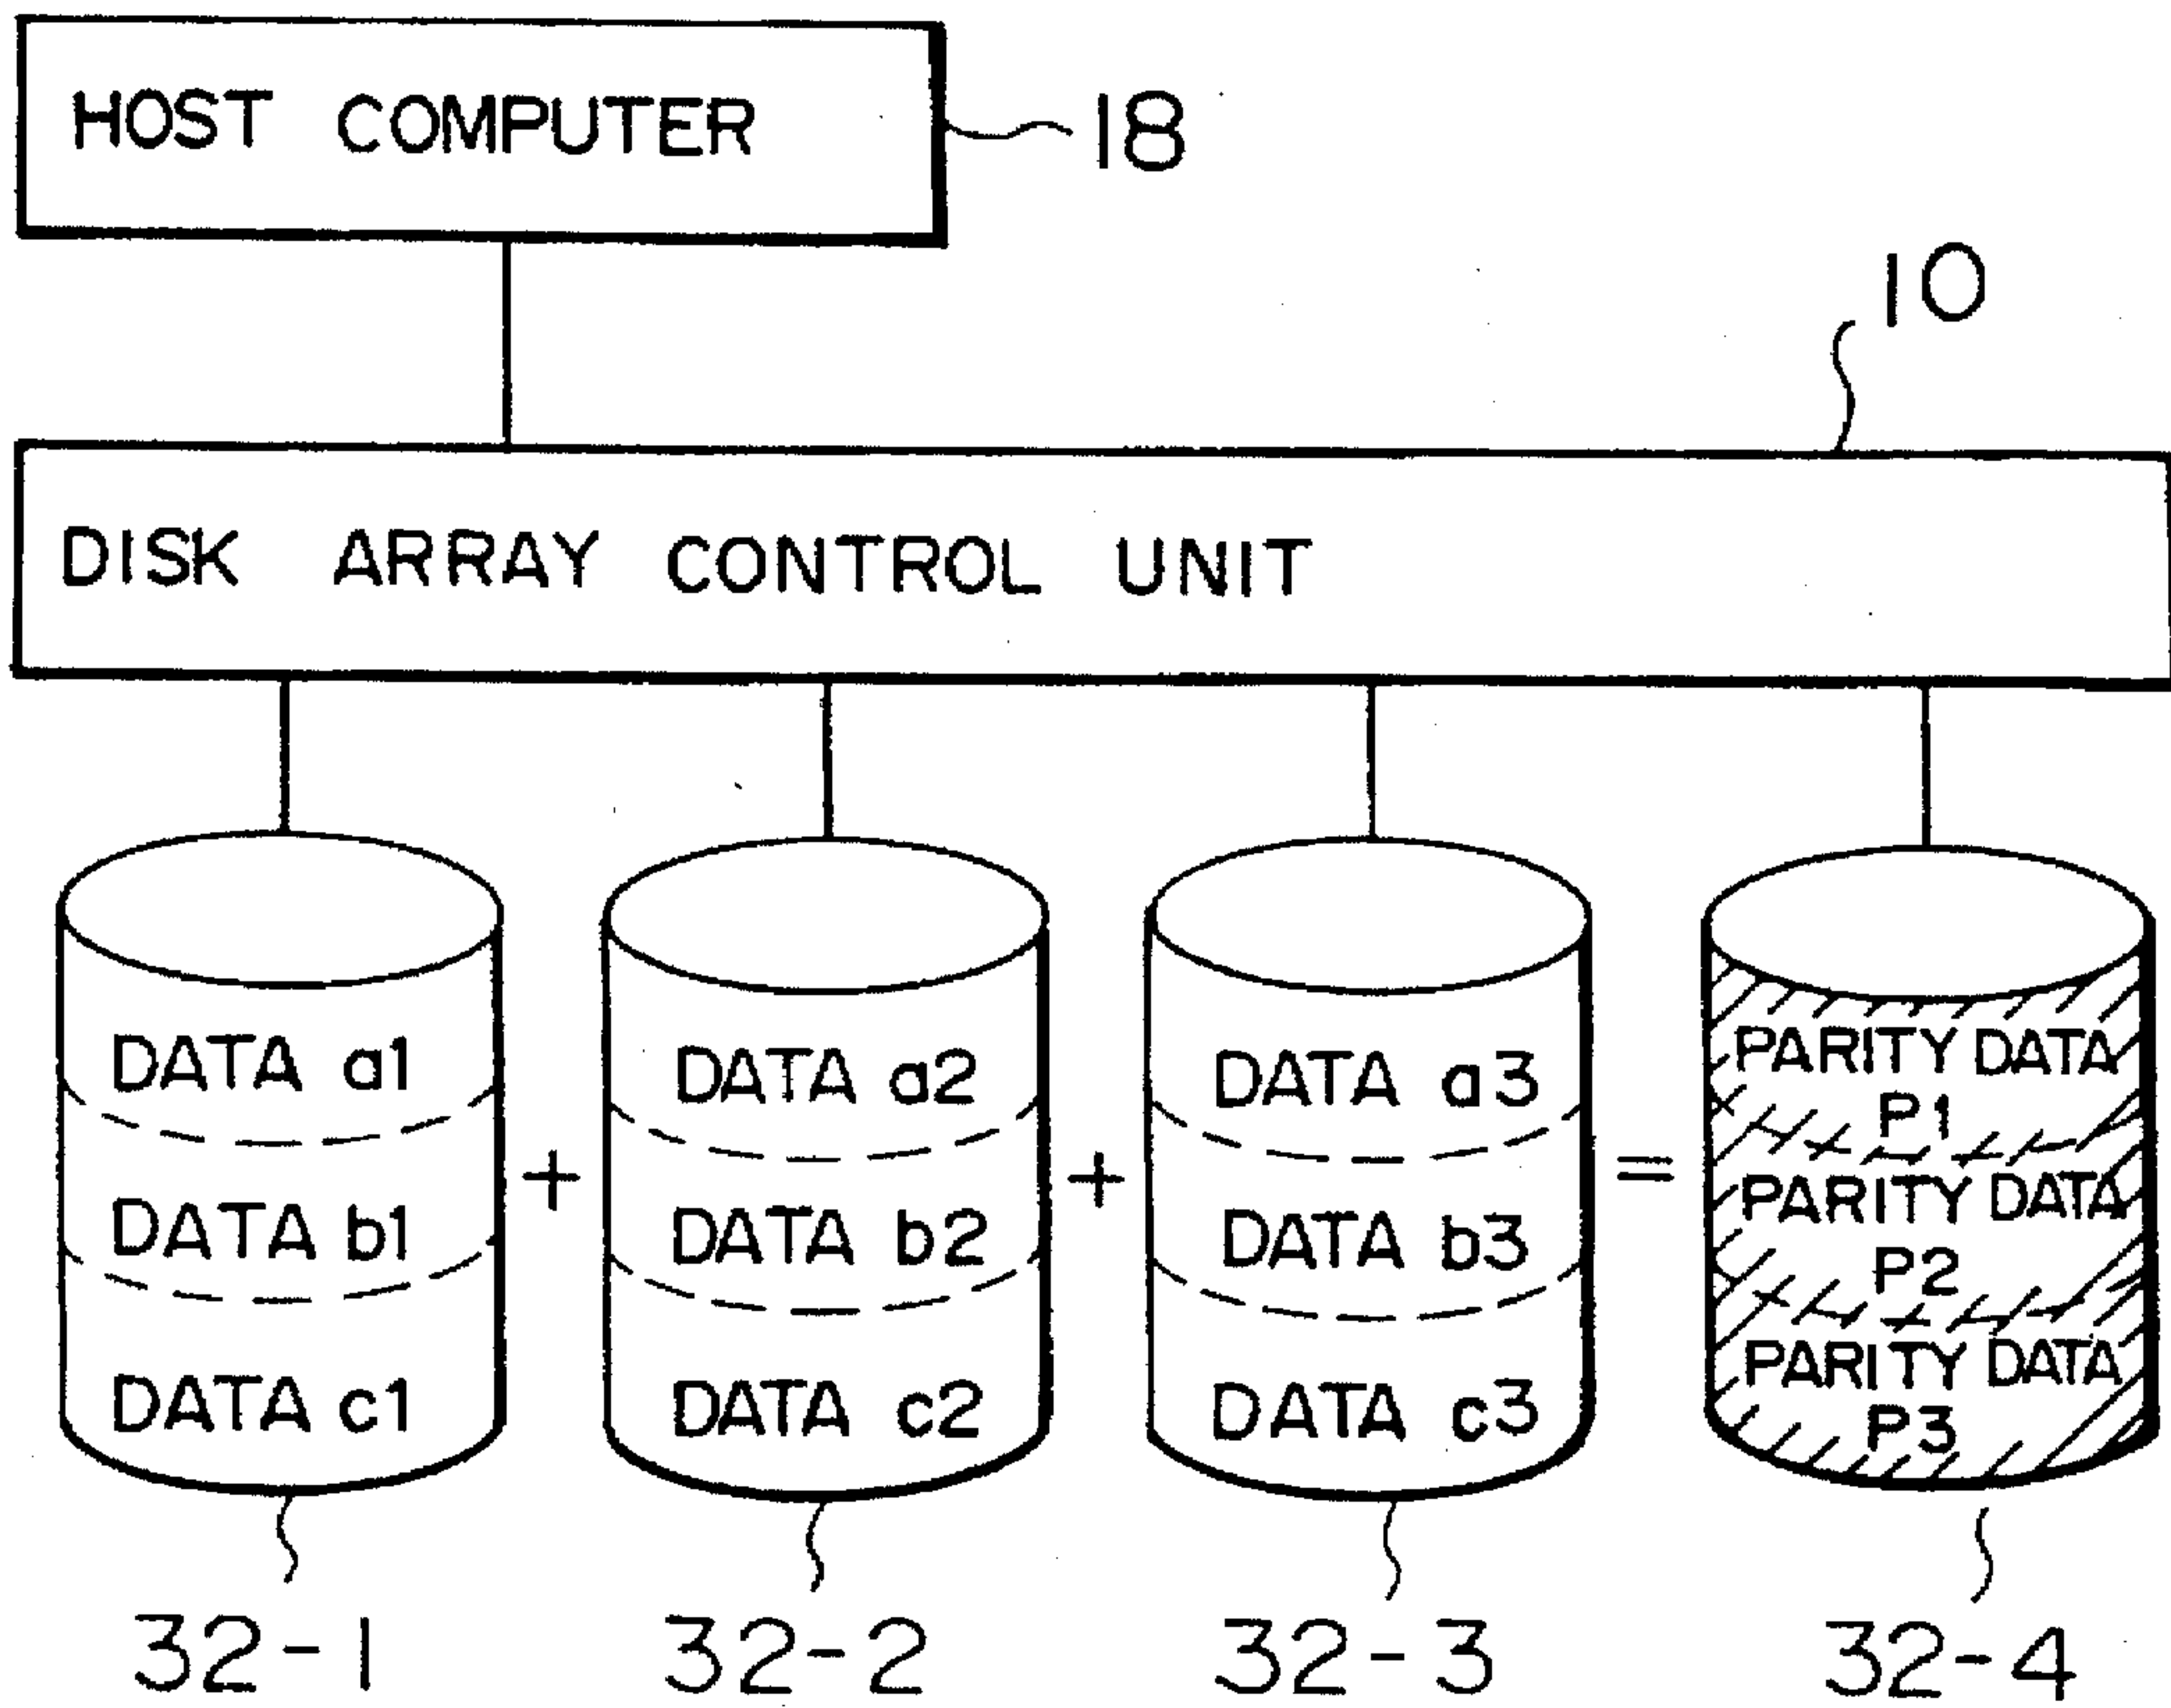 HOST COMPUTER
18
10
DISK ARRAY CONTROL UNIT
DATA a1
DATA b1
DATA c1
+
DATA a2
DATA b2
DATA c2
+
DATA a3
DATA b3
DATA c3
=
PARITY DATA
P1
PARITY DATA
P2
PARITY DATA
P3
32-1
32-2
32-3
32-4